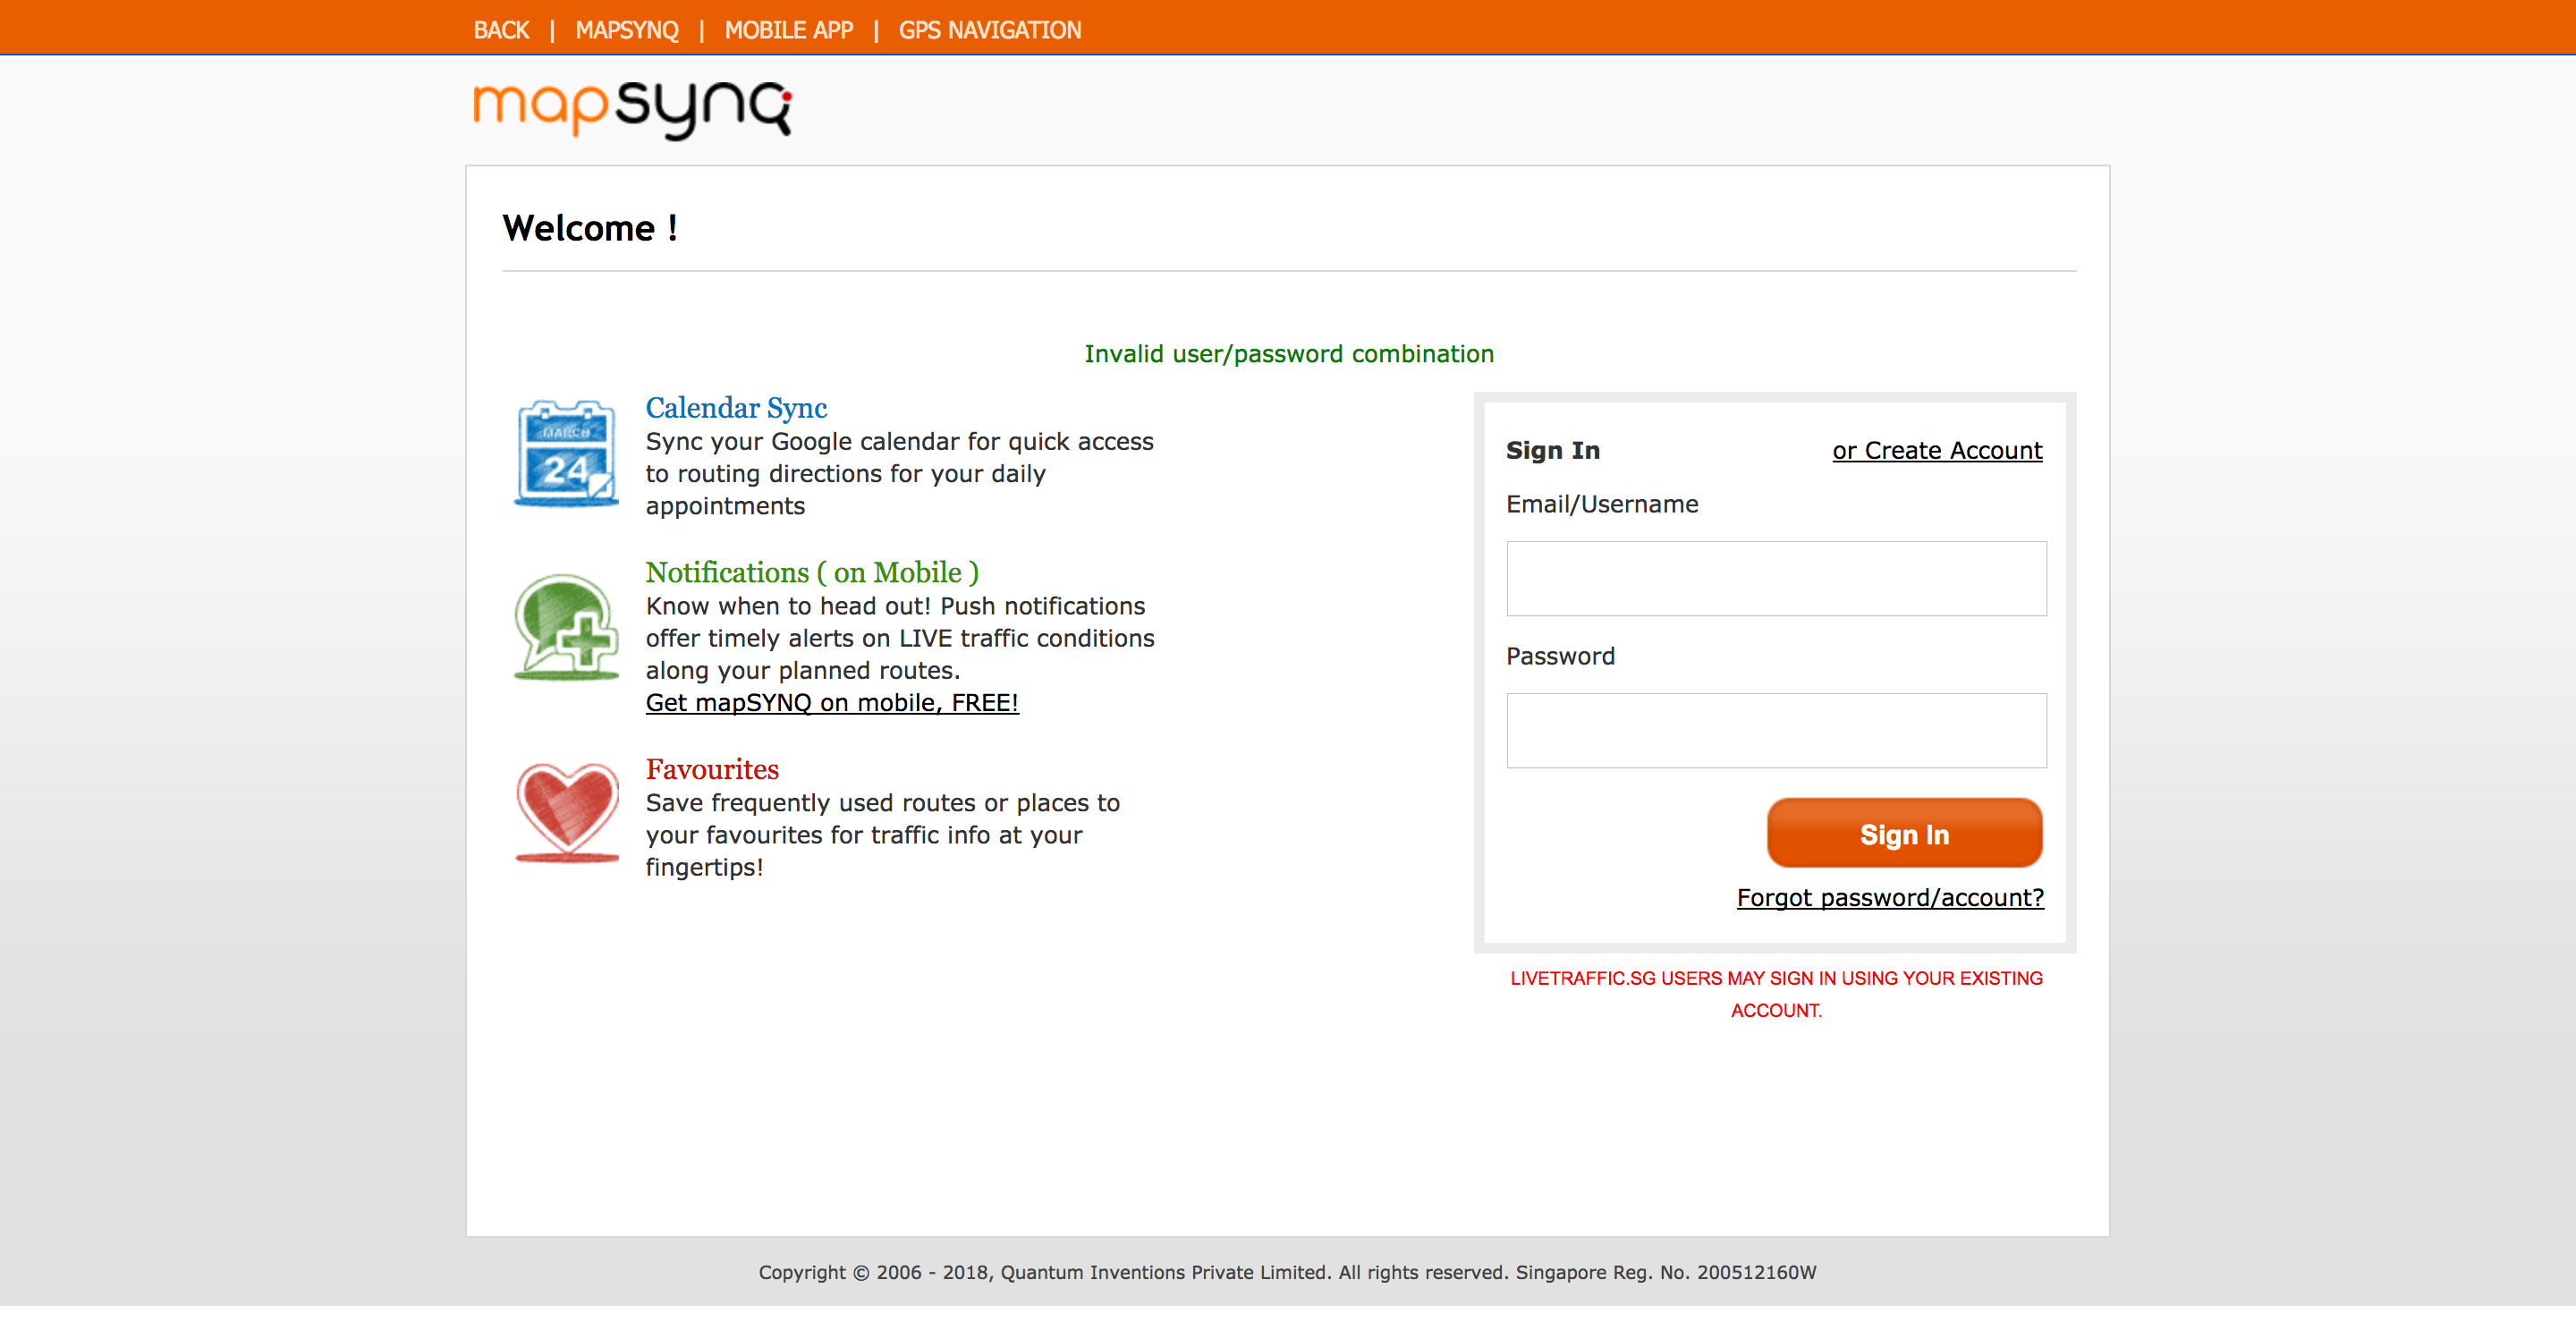 BACK | MAPSYNQ | MOBILE APP | GPS NAVIGATION
mapsynq
Welcome !
Invalid user/password combination
MARCH
24
Calendar Sync
Sync your Google calendar for quick access
to routing directions for your daily
appointments
Notifications ( on Mobile )
Know when to head out! Push notifications
offer timely alerts on LIVE traffic conditions
along your planned routes.
Get mapSYNQ on mobile, FREE!
Favourites
Save frequently used routes or places to
your favourites for traffic info at your
fingertips!
Sign In or Create Account
Email/Username
Password
Sign In
Forgot password/account?
LIVETRAFFIC.SG USERS MAY SIGN IN USING YOUR EXISTING
ACCOUNT.
Copyright © 2006 - 2018, Quantum Inventions Private Limited. All rights reserved. Singapore Reg. No. 200512160W